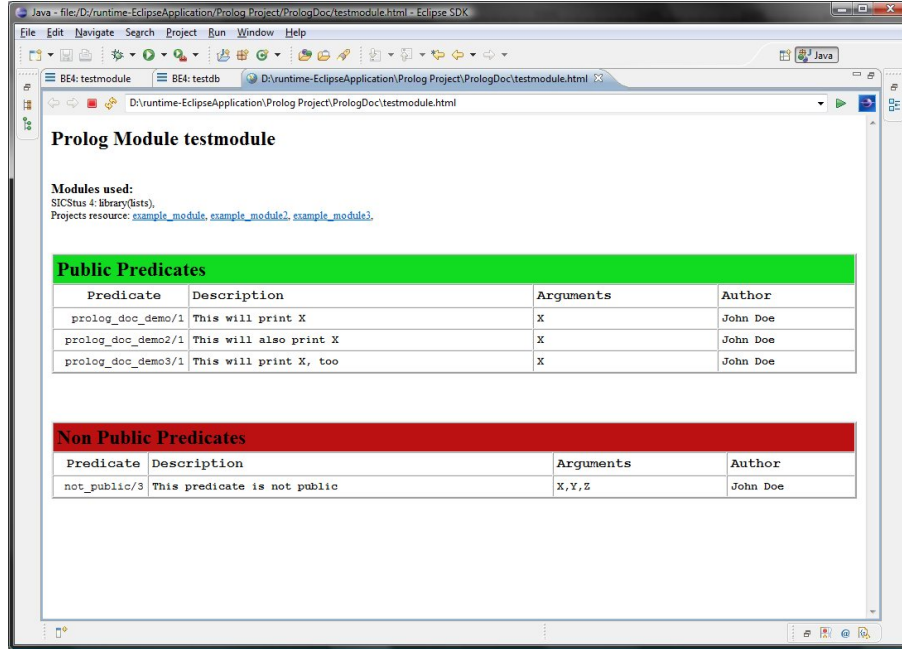 Java - file:/D:/runtime-EclipseApplication/Prolog Project/PrologDoc/testmodule.html - Eclipse SDK
File Edit Navigate Search Project Run Window Help
Java
BE4: testmodule BE4: testdb D:\runtime-EclipseApplication\Prolog Project\PrologDoc\testmodule.html
D:\runtime-EclipseApplication\Prolog Project\PrologDoc\testmodule.html
Prolog Module testmodule
Modules used:
SICStus 4: library(lists),
Projects resource: example_module, example_module2, example_module3,
Public Predicates
Predicate Description Arguments Author
prolog_doc_demo/1 This will print X X John Doe
prolog_doc_demo2/1 This will also print X X John Doe
prolog_doc_demo3/1 This will print X, too X John Doe
Non Public Predicates
Predicate Description Arguments Author
not_public/3 This predicate is not public X,Y,Z John Doe